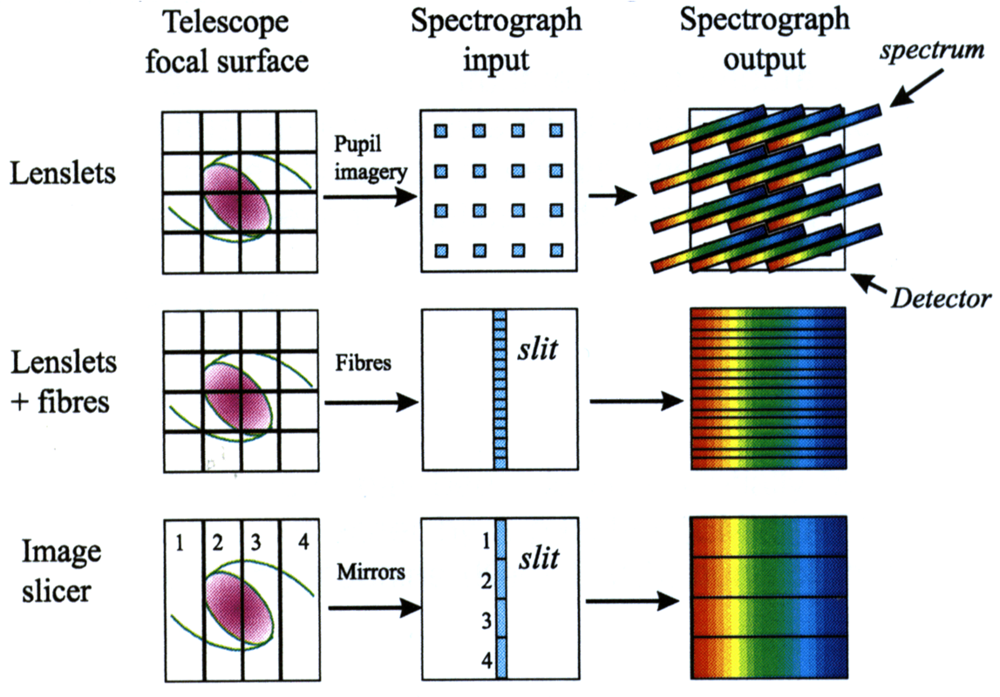 Telescope
focal surface
Spectrograph
input
Spectrograph
output
spectrum
Lenslets
Pupil
imagery
Detector
Lenslets
+ fibres
Fibres
slit
Image
slicer
1 2 3 4
Mirrors
1
2
3
4
slit